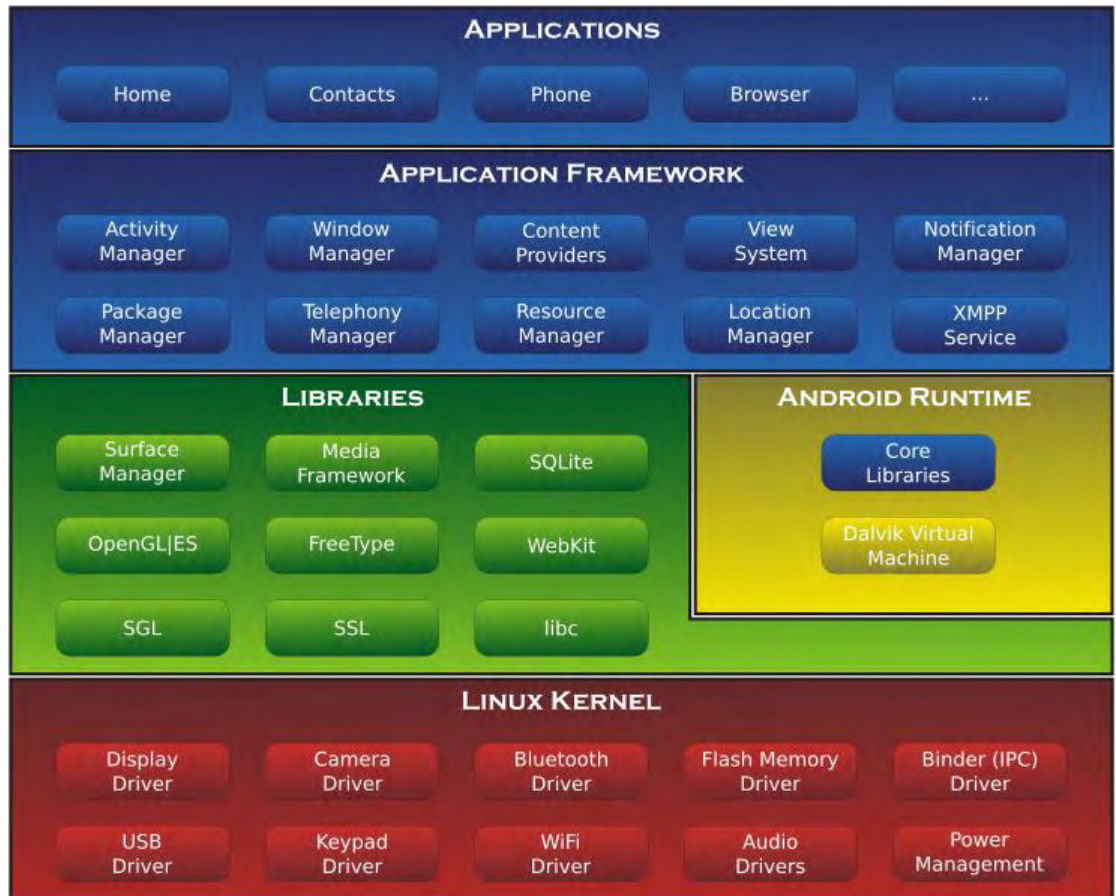 APPLICATIONS
Home
Contacts
Phone
Browser
...
APPLICATION FRAMEWORK
Activity
Manager
Window
Manager
Content
Providers
View
System
Notification
Manager
Package
Manager
Telephony
Manager
Resource
Manager
Location
Manager
XMPP
Service
LIBRARIES
Surface
Manager
Media
Framework
SQLite
OpenGL|ES
FreeType
WebKit
SGL
SSL
libc
ANDROID RUNTIME
Core
Libraries
Dalvik Virtual
Machine
LINUX KERNEL
Display
Driver
Camera
Driver
Bluetooth
Driver
Flash Memory
Driver
Binder (IPC)
Driver
USB
Driver
Keypad
Driver
WiFi
Driver
Audio
Drivers
Power
Management